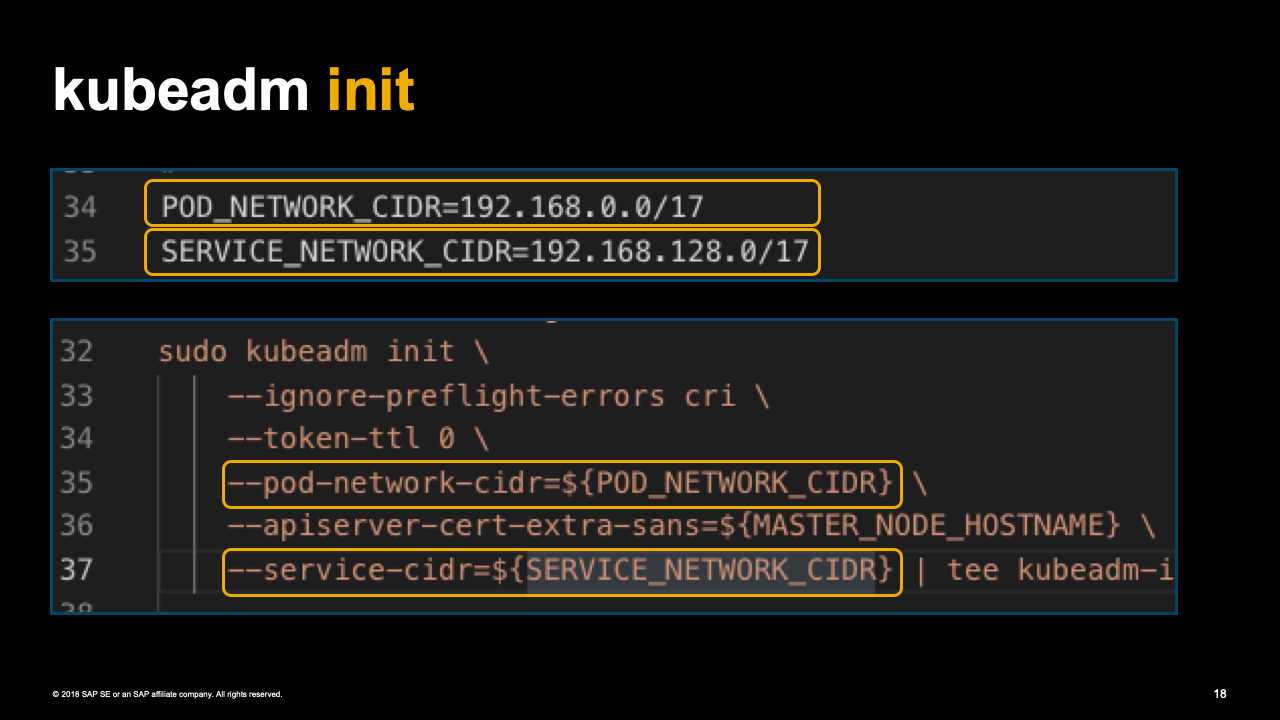 kubeadm init
34 POD_NETWORK_CIDR=192.168.0.0/17
35 SERVICE_NETWORK_CIDR=192.168.128.0/17
32 sudo kubeadm init \
33 --ignore-preflight-errors cri \
34 --token-ttl 0 \
35 --pod-network-cidr=${POD_NETWORK_CIDR} \
36 --apiserver-cert-extra-sans=${MASTER_NODE_HOSTNAME} \
37 --service-cidr=${SERVICE_NETWORK_CIDR} | tee kubeadm-i
© 2018 SAP SE or an SAP affiliate company. All rights reserved.
18